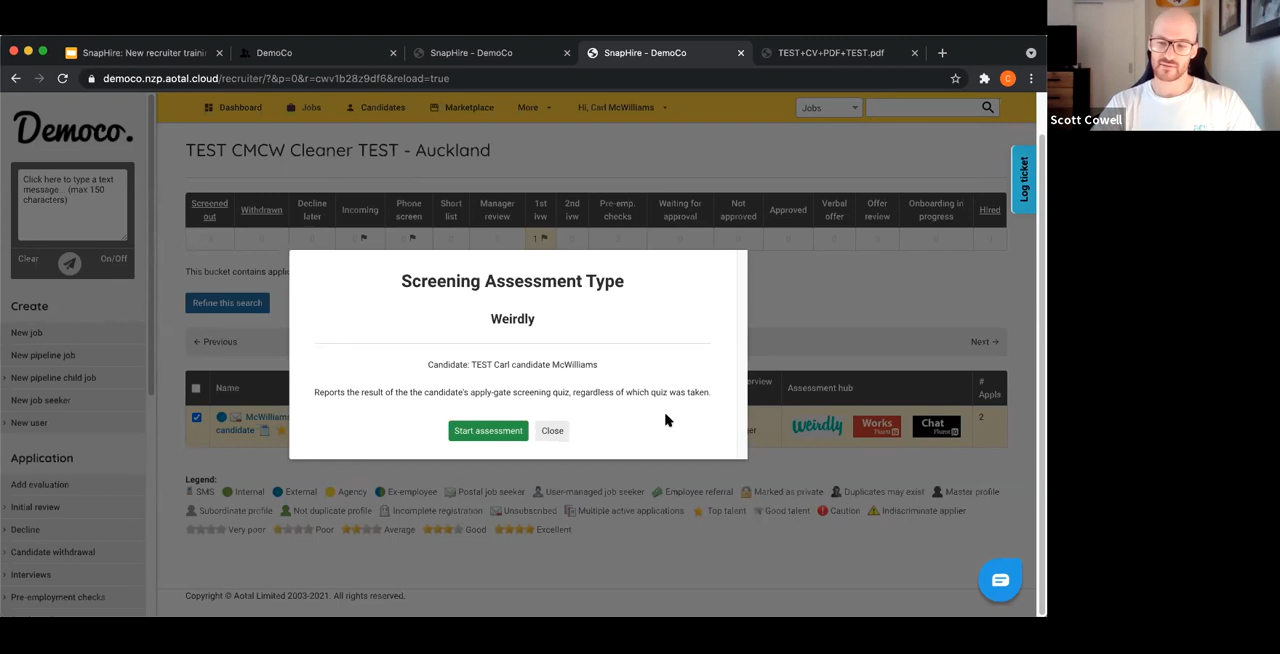 SnapHire: New recruiter traini
DemoCo
SnapHire - DemoCo
SnapHire - DemoCo
TEST+CV+PDF+TEST.pdf
democo.nzp.aotal.cloud/recruiter/?&p=0&r=cwv1b28z9df6&reload=true
C
Scott Cowell
Democo.
Dashboard
Jobs
Candidates
Marketplace
More
Hi, Carl McWilliams
Jobs
TEST CMCW Cleaner TEST - Auckland
Log ticket
Click here to type a text
message... (max 150
characters)
Clear
On/Off
Screened out
Withdrawn
Decline later
Incoming
Phone screen
Short list
Manager review
1st ivw
2nd ivw
Pre-emp. checks
Waiting for approval
Not approved
Approved
Verbal offer
Offer review
Onboarding in progress
Hired
1
This bucket contains applic
Refine this search
← Previous
Next →
Screening Assessment Type
Weirdly
Candidate: TEST Carl candidate McWilliams
Reports the result of the the candidate's apply-gate screening quiz, regardless of which quiz was taken.
Start assessment
Close
Name
Assessment hub
# Appls
McWilliams
candidate
weirdly
Works
Chat
2
Create
New job
New pipeline job
New pipeline child job
New job seeker
New user
Application
Add evaluation
Initial review
Decline
Candidate withdrawal
Interviews
Pre-employment checks
Legend:
SMS Internal External Agency Ex-employee Postal job seeker User-managed job seeker Employee referral Marked as private Duplicates may exist Master profile
Subordinate profile Not duplicate profile Incomplete registration Unsubscribed Multiple active applications Top talent Good talent Caution Indiscriminate applier
Very poor Poor Average Good Excellent
Copyright © Aotal Limited 2003-2021. All rights reserved.